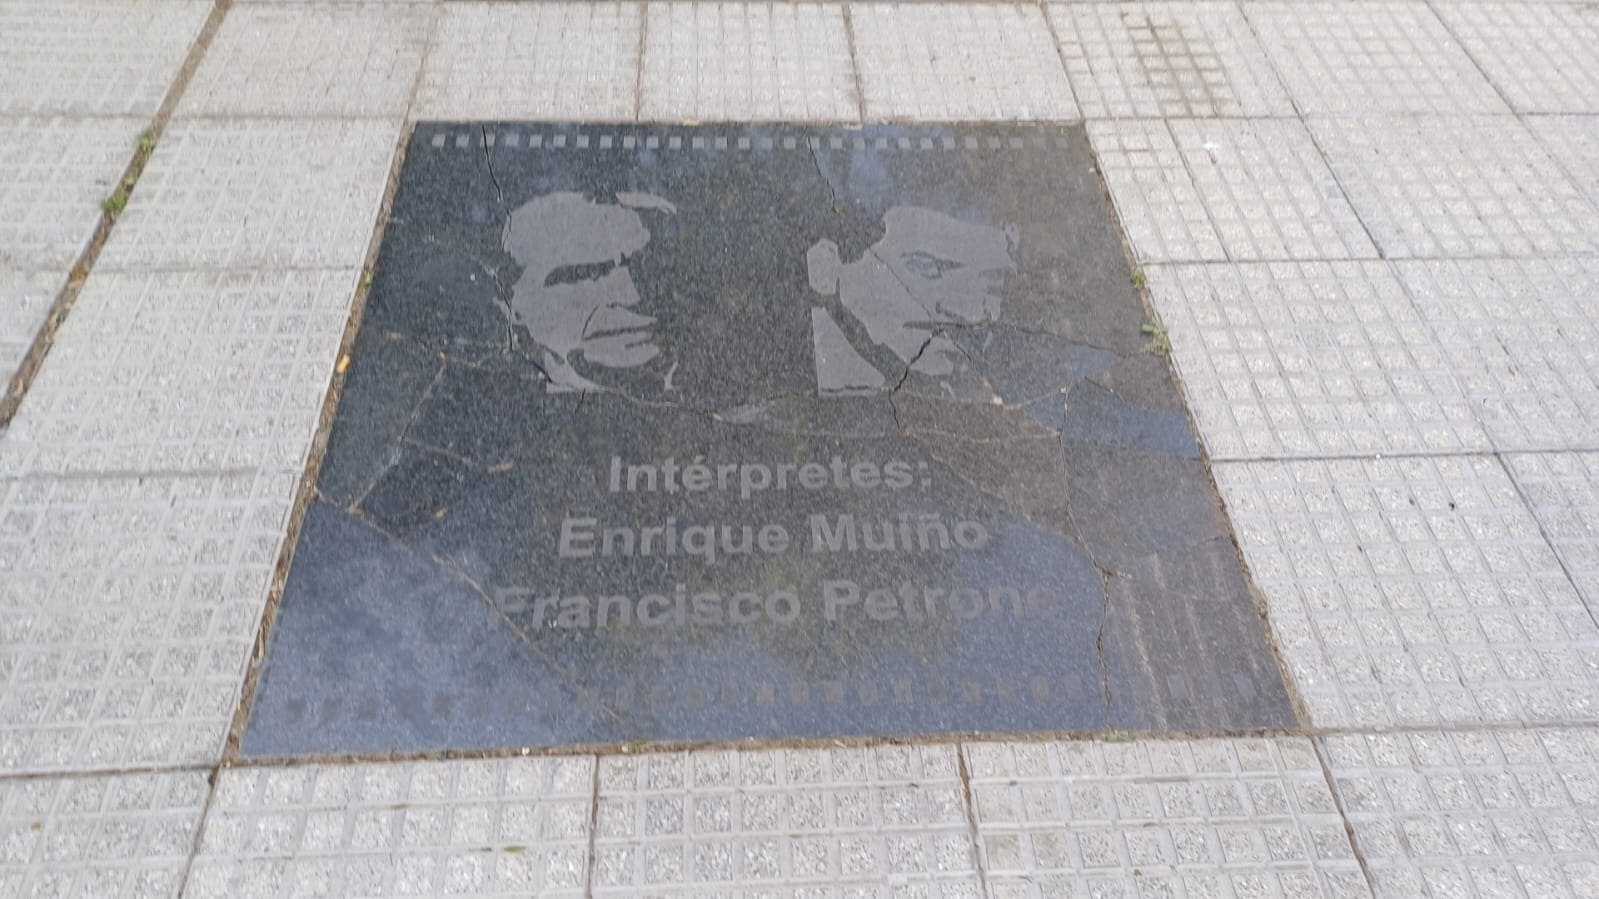 Intérpretes:
Enrique Muiño
Francisco Petrone